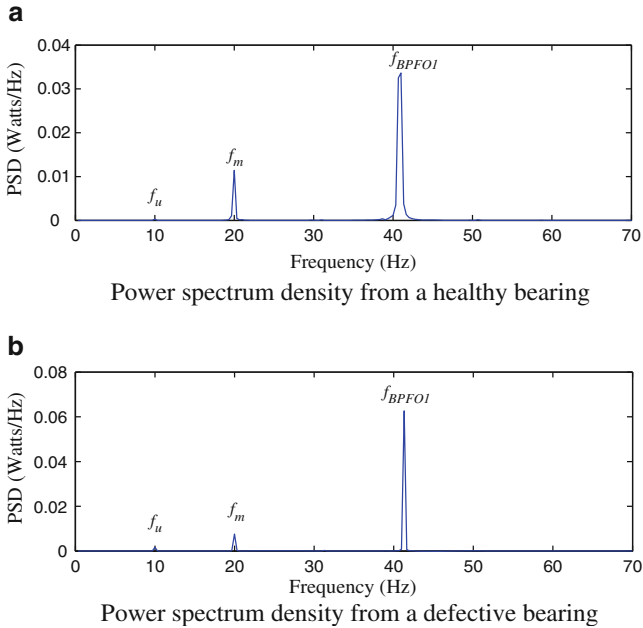 a
0.04
0.03
0.02
0.01
0
PSD (Watts/Hz)
f_u
f_m
f_BPFO1
0 10 20 30 40 50 60 70
Frequency (Hz)
Power spectrum density from a healthy bearing
b
0.08
0.06
0.04
0.02
0
PSD (Watts/Hz)
f_u
f_m
f_BPFO1
0 10 20 30 40 50 60 70
Frequency (Hz)
Power spectrum density from a defective bearing